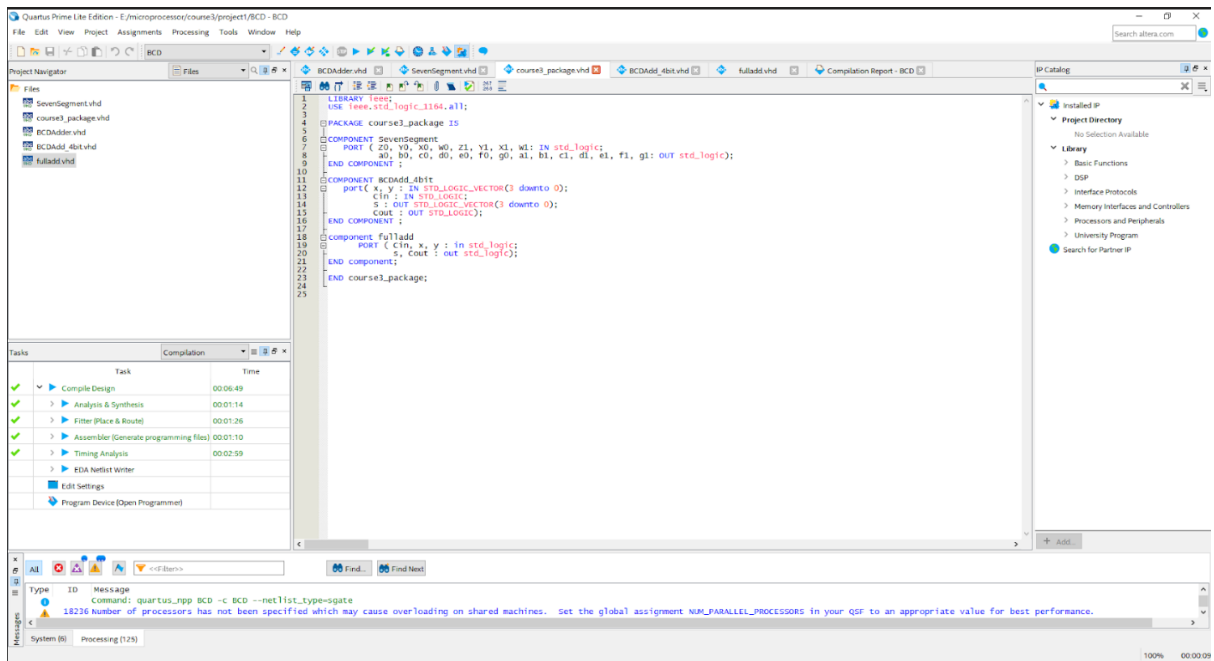 Quartus Prime Lite Edition - E:/microprocessor/course3/project1/BCD - BCD
File Edit View Project Assignments Processing Tools Window Help
Search altera.com
BCD
Project Navigator
Files
BCDAdder.vhd
SevenSegment.vhd
course3_package.vhd
BCDAdd_4bit.vhd
fulladd.vhd
Compilation Report - BCD
IP Catalog
Files
SevenSegment.vhd
course3_package.vhd
BCDAdder.vhd
BCDAdd_4bit.vhd
fulladd.vhd
1 LIBRARY ieee;
2 USE ieee.std_logic_1164.all;
3
4 PACKAGE course3_package IS
5
6 COMPONENT SevenSegment
7 PORT ( Z0, Y0, X0, W0, Z1, Y1, X1, W1: IN std_logic;
8 a0, b0, c0, d0, e0, f0, g0, a1, b1, c1, d1, e1, f1, g1: OUT std_logic);
9 END COMPONENT ;
10
11 COMPONENT BCDAdd_4bit
12 port( x, y : IN STD_LOGIC_VECTOR(3 downto 0);
13 Cin : IN STD_LOGIC;
14 S : OUT STD_LOGIC_VECTOR(3 downto 0);
15 Cout : OUT STD_LOGIC);
16 END COMPONENT ;
17
18 component fulladd
19 PORT ( Cin, x, y : in std_logic;
20 s, Cout : out std_logic);
21 END component;
22
23 END course3_package;
24
25
Installed IP
Project Directory
No Selection Available
Library
Basic Functions
DSP
Interface Protocols
Memory Interfaces and Controllers
Processors and Peripherals
University Program
Search for Partner IP
+ Add...
Tasks
Compilation
Task Time
Compile Design 00:06:49
Analysis & Synthesis 00:01:14
Fitter (Place & Route) 00:01:26
Assembler (Generate programming files) 00:01:10
Timing Analysis 00:02:59
EDA Netlist Writer
Edit Settings
Program Device (Open Programmer)
All
<<Filter>>
Find...
Find Next
Type ID Message
Command: quartus_npp BCD -c BCD --netlist_type=sgate
18236 Number of processors has not been specified which may cause overloading on shared machines. Set the global assignment NUM_PARALLEL_PROCESSORS in your QSF to an appropriate value for best performance.
Messages
System (6) Processing (125)
100% 00:00:09